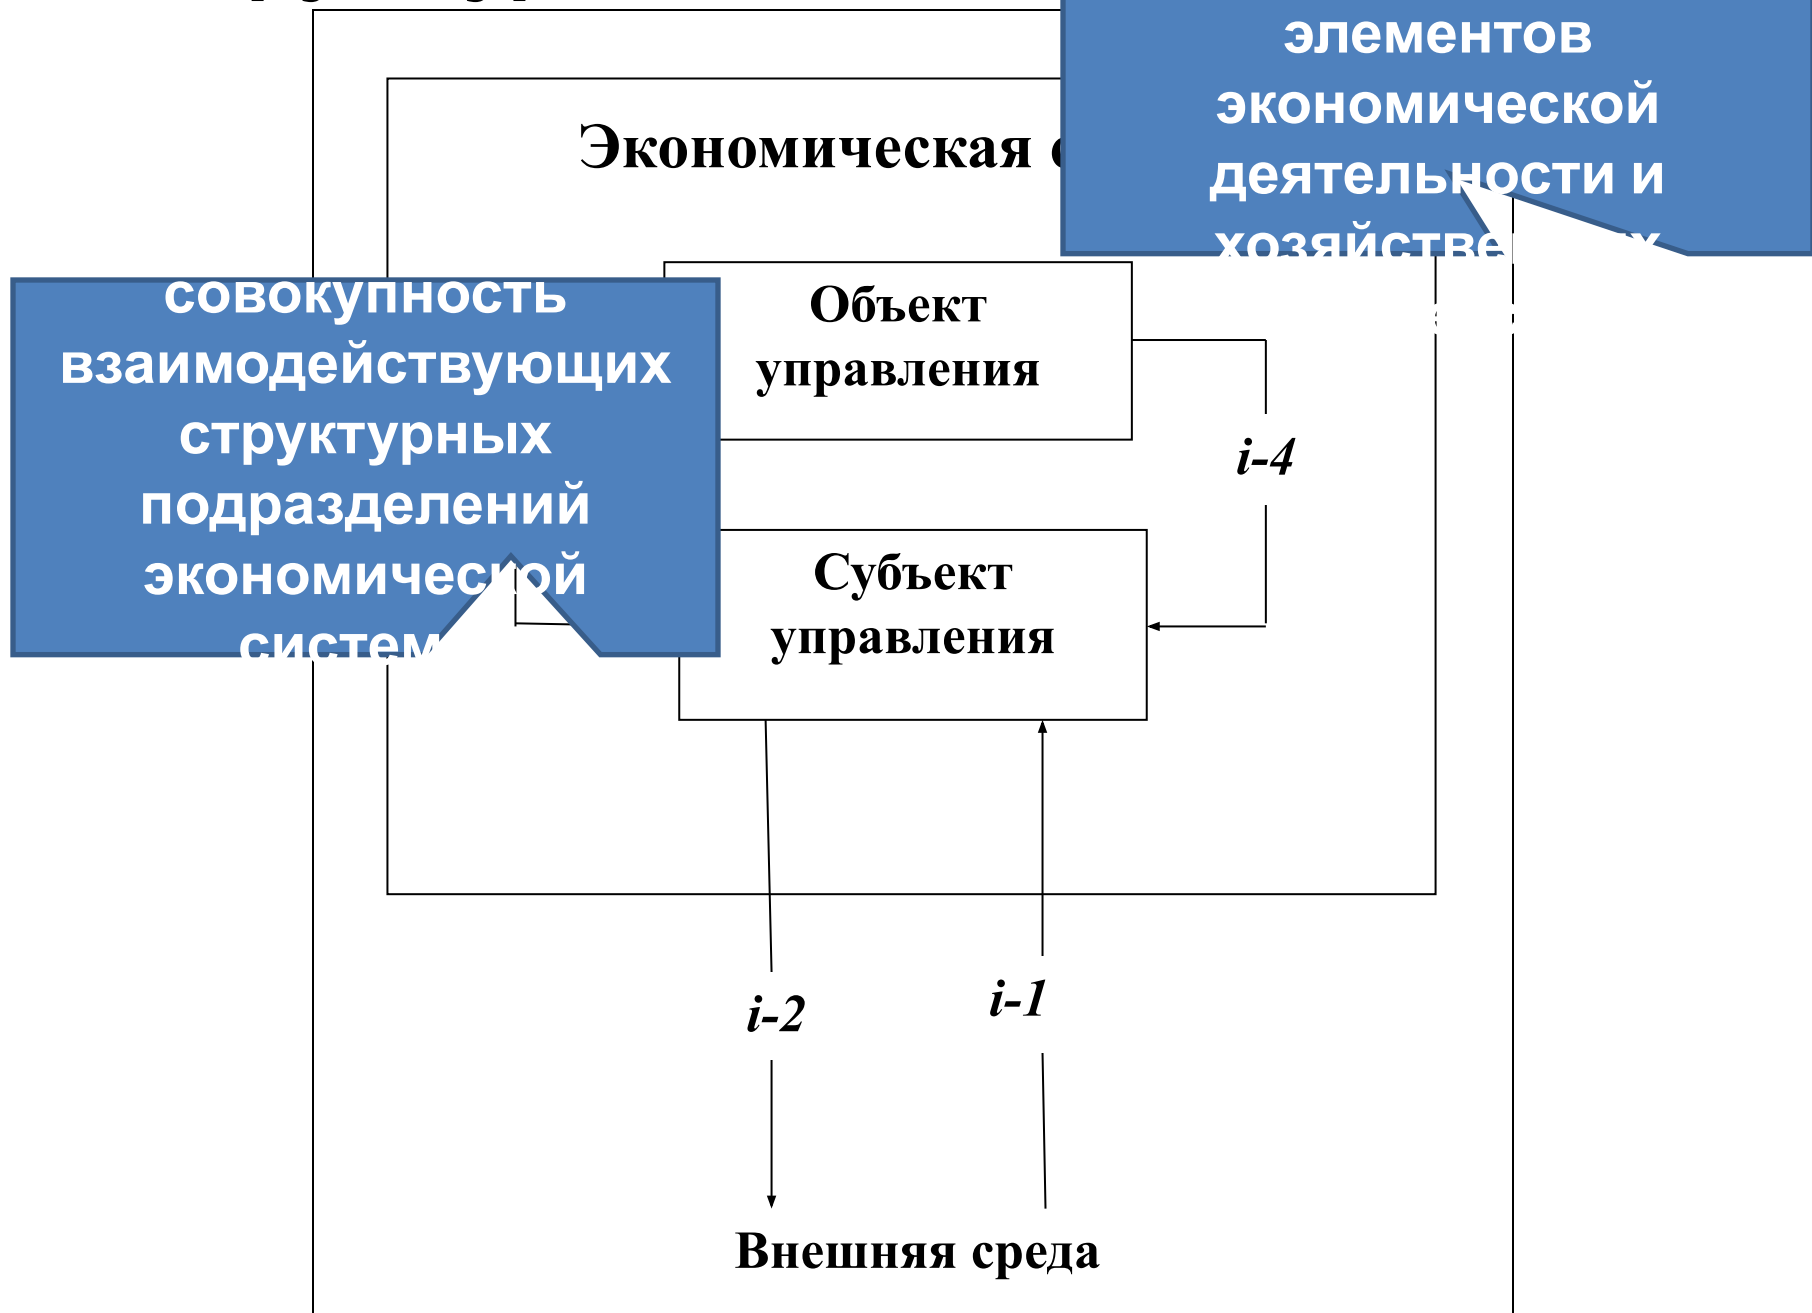 элементов
экономической
деятельности и
Экономическая
совокупность
взаимодействующих
структурных
подразделений
экономической
Объект
управления
i-4
Субъект
управления
i-2
i-1
Внешняя среда